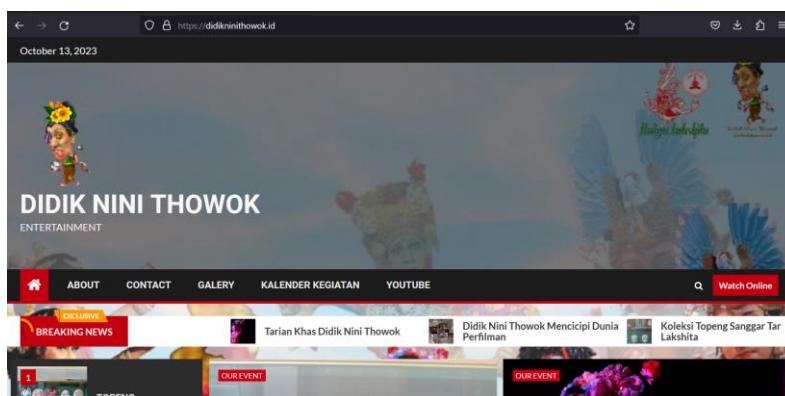 https://didikninithowok.id
October 13, 2023
DIDIK NINI THOWOK
ENTERTAINMENT
ABOUT CONTACT GALERY KALENDER KEGIATAN YOUTUBE Watch Online
EXCLUSIVE
BREAKING NEWS
Tarian Khas Didik Nini Thowok
Didik Nini Thowok Mencicipi Dunia
Perfilman
Koleksi Topeng Sanggar Tar
Lakshita
1
OUR EVENT
OUR EVENT
TOPENG